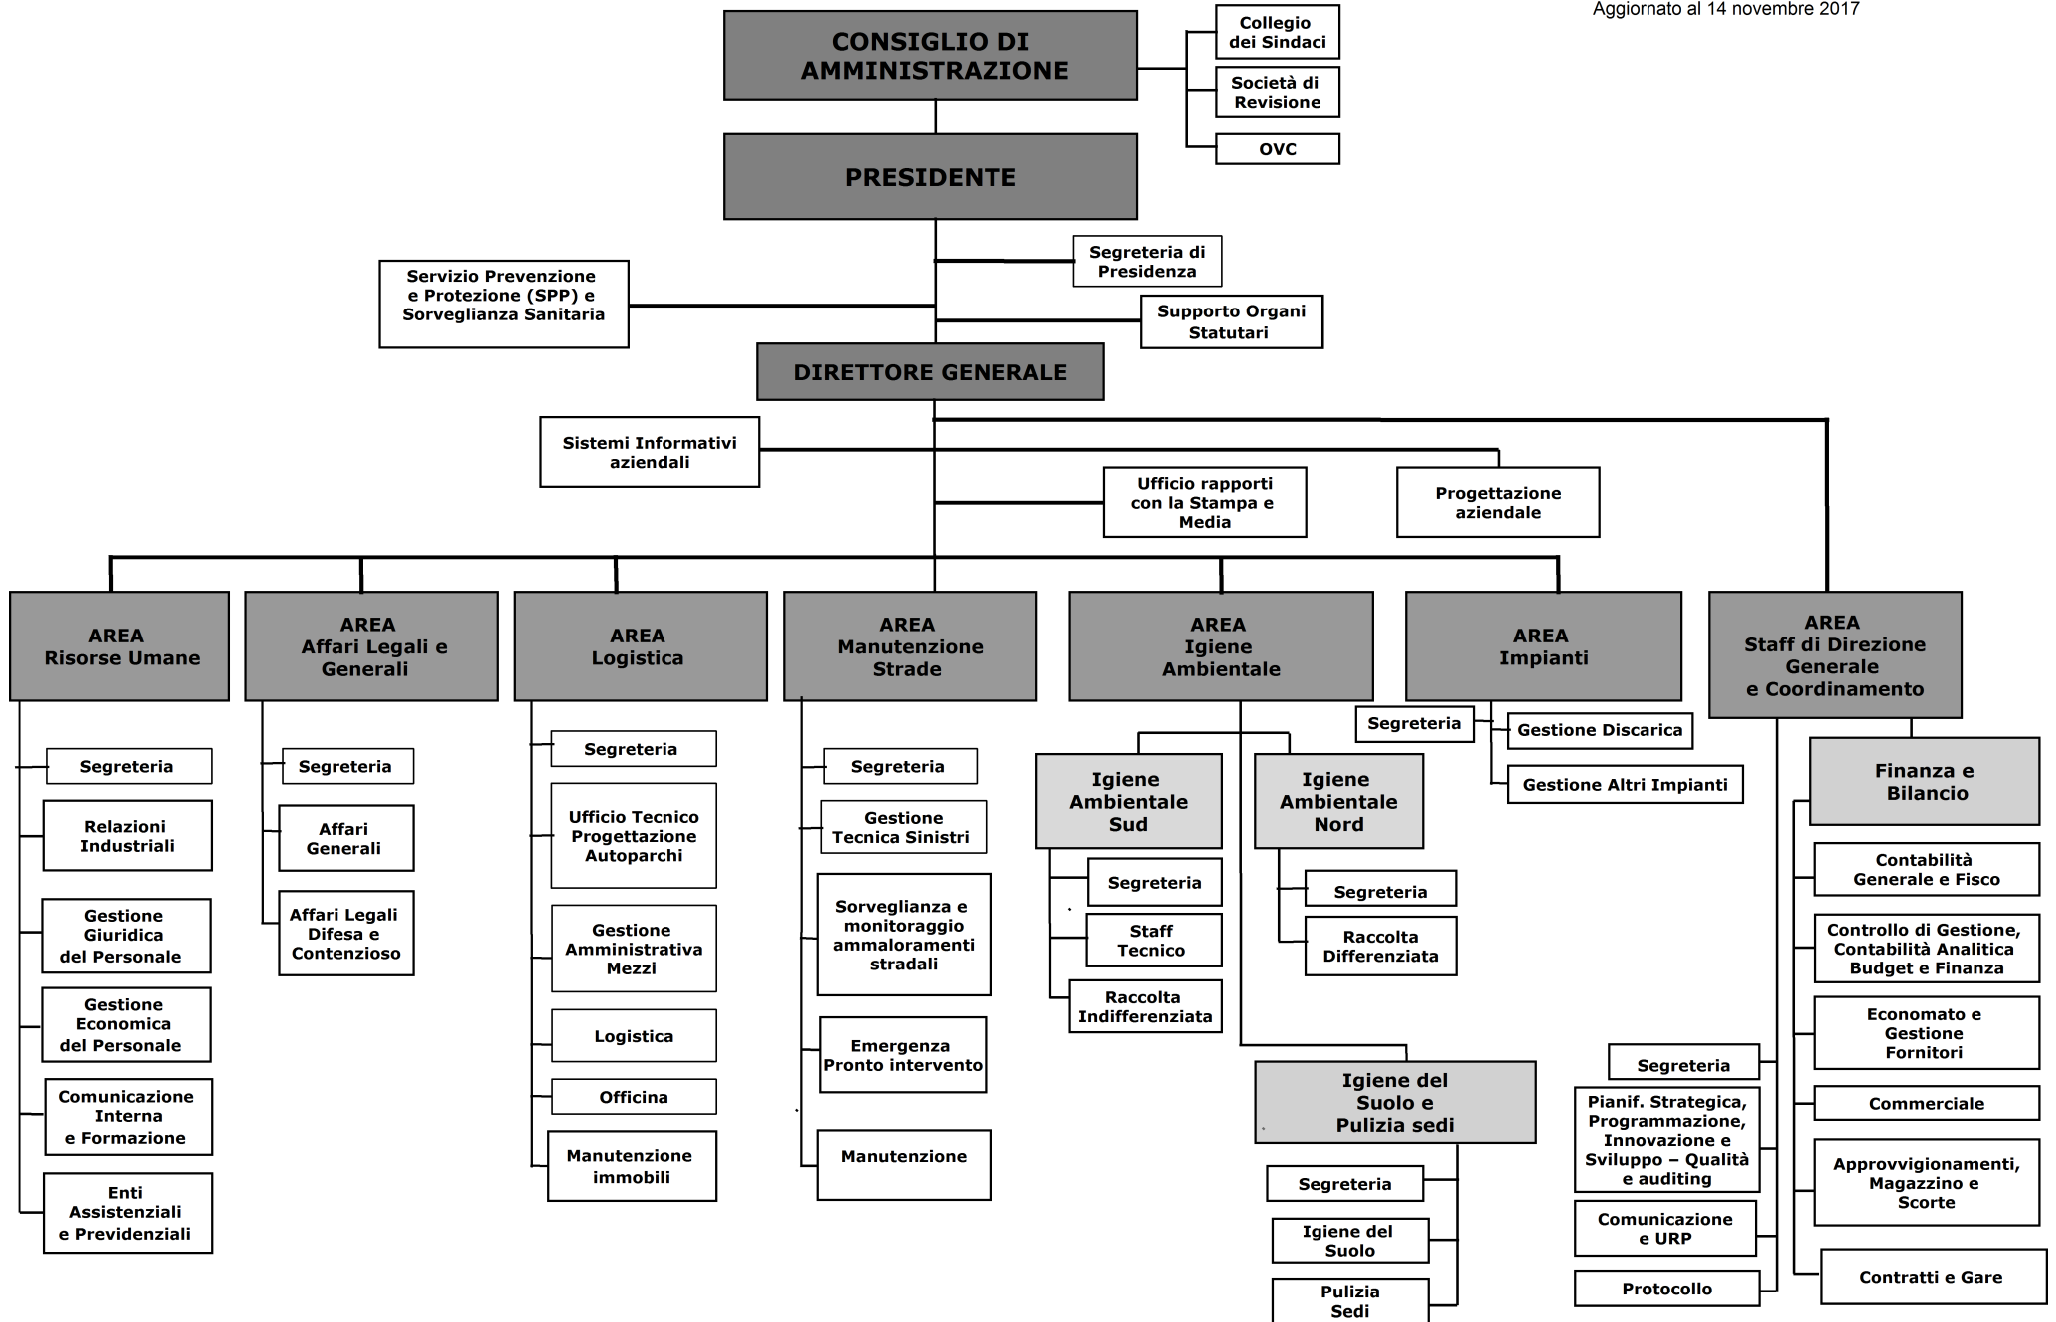 Aggiornato al 14 novembre 2017
CONSIGLIO DI
AMMINISTRAZIONE
Collegio
dei Sindaci
Società di
Revisione
OVC
PRESIDENTE
Segreteria di
Presidenza
Servizio Prevenzione
e Protezione (SPP) e
Sorveglianza Sanitaria
Supporto Organi
Statutari
DIRETTORE GENERALE
Sistemi Informativi
aziendali
Ufficio rapporti
con la Stampa e
Media
Progettazione
aziendale
AREA
Risorse Umane
AREA
Affari Legali e
Generali
AREA
Logistica
AREA
Manutenzione
Strade
AREA
Igiene
Ambientale
AREA
Impianti
AREA
Staff di Direzione
Generale
e Coordinamento
Segreteria
Relazioni
Industriali
Gestione
Giuridica
del Personale
Gestione
Economica
del Personale
Comunicazione
Interna
e Formazione
Enti
Assistenziali
e Previdenziali
Segreteria
Affari
Generali
Affari Legali
Difesa e
Contenzioso
Segreteria
Ufficio Tecnico
Progettazione
Autoparchi
Gestione
Amministrativa
MezzI
Logistica
Officina
Manutenzione
immobili
Segreteria
Gestione
Tecnica Sinistri
Sorveglianza e
monitoraggio
ammaloramenti
stradali
Emergenza
Pronto intervento
Manutenzione
Igiene
Ambientale
Sud
Segreteria
Staff
Tecnico
Raccolta
Indifferenziata
Igiene
Ambientale
Nord
Segreteria
Raccolta
Differenziata
Igiene del
Suolo e
Pulizia sedi
Segreteria
Igiene del
Suolo
Pulizia
Sedi
Segreteria
Gestione Discarica
Gestione Altri Impianti
Segreteria
Pianif. Strategica,
Programmazione,
Innovazione e
Sviluppo – Qualità
e auditing
Comunicazione
e URP
Protocollo
Finanza e
Bilancio
Contabilità
Generale e Fisco
Controllo di Gestione,
Contabilità Analitica
Budget e Finanza
Economato e
Gestione
Fornitori
Commerciale
Approvvigionamenti,
Magazzino e
Scorte
Contratti e Gare